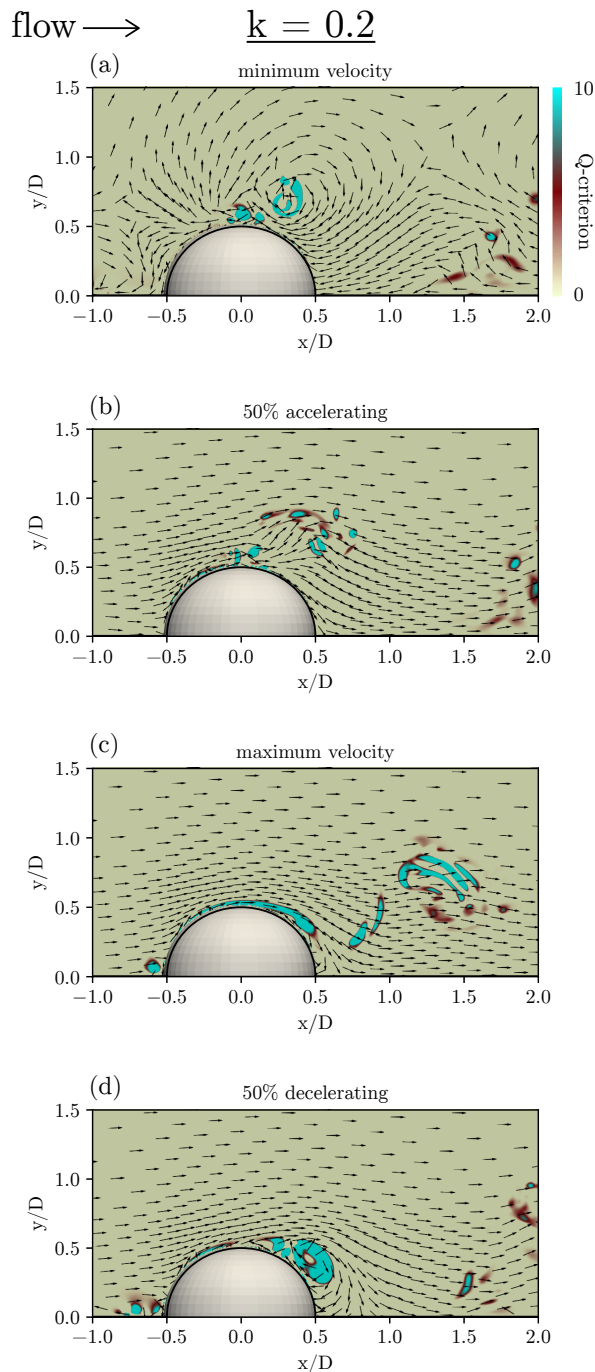 flow → k = 0.2
(a)
minimum velocity
1.5
1.0
0.5
0.0
y/D
−1.0 −0.5 0.0 0.5 1.0 1.5 2.0
x/D
10
Q-criterion
0
(b)
50% accelerating
1.5
1.0
0.5
0.0
y/D
−1.0 −0.5 0.0 0.5 1.0 1.5 2.0
x/D
(c)
maximum velocity
1.5
1.0
0.5
0.0
y/D
−1.0 −0.5 0.0 0.5 1.0 1.5 2.0
x/D
(d)
50% decelerating
1.5
1.0
0.5
0.0
y/D
−1.0 −0.5 0.0 0.5 1.0 1.5 2.0
x/D